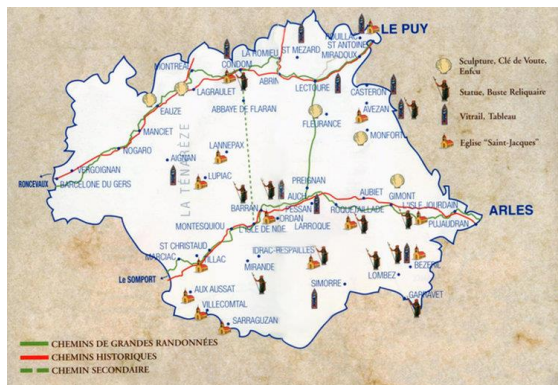 LE PUY
ROUILLAC
ST ANTOINE
LA ROMIEU
ST MEZARD
MIRADOUX
MONTREAL
CONDOM
ABRIN
LECTOURE
CASTERON
LAGRAULET
ABBAYE DE FLARAN
AVEZAN
EAUZE
FLEURANCE
MANCIET
MONFORT
NOGARO
LANNEPAX
AIGNAN
VERGOIGNAN
LUPIAC
RONCEVAUX
BARCELONE DU GERS
LA TÉNARÈZE
PREIGNAN
AUCH
AUBIET
GIMONT
BARRAN
PESSAN
L'ISLE JOURDAIN
ARLES
ORDAN
ROQUETAILLADE
MONTESQUIOU
L'ISLE DE NOE
LARROQUE
PUJAUDRAN
ST CHRISTAUD
MARCIAC
IDRAC-RESPAILLES
TILLAC
MIRANDE
BEZERIL
Le SOMPORT
LOMBEZ
AUX AUSSAT
SIMORRE
VILLECOMTAL
GARRAVET
SARRAGUZAN
Sculpture, Clé de Voute,
Enfeu
Statue, Buste Reliquaire
Vitrail, Tableau
Eglise "Saint-Jacques"
CHEMINS DE GRANDES RANDONNÉES
CHEMINS HISTORIQUES
CHEMIN SECONDAIRE